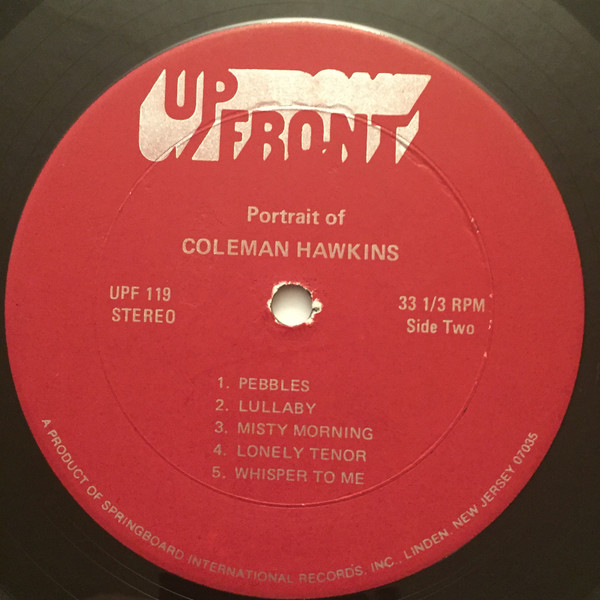 UP
FRONT
Portrait of
COLEMAN HAWKINS
UPF 119
STEREO
33 1/3 RPM
Side Two
1. PEBBLES
2. LULLABY
3. MISTY MORNING
4. LONELY TENOR
5. WHISPER TO ME
A PRODUCT OF SPRINGBOARD INTERNATIONAL RECORDS, INC., LINDEN, NEW JERSEY 07035